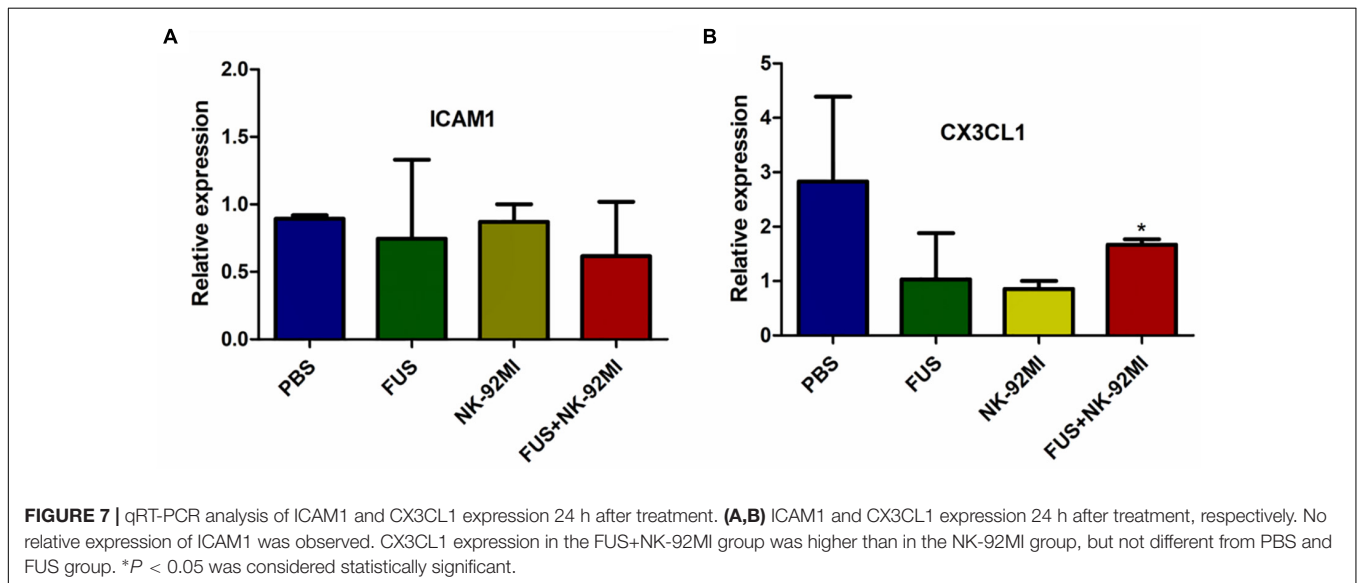 A
2.0
1.5
1.0
0.5
0.0
Relative expression
ICAM1
PBS
FUS
NK-92MI
FUS+NK-92MI
B
5
4
3
2
1
0
Relative expression
CX3CL1
*
PBS
FUS
NK-92MI
FUS+NK-92MI
FIGURE 7 | qRT-PCR analysis of ICAM1 and CX3CL1 expression 24 h after treatment. (A,B) ICAM1 and CX3CL1 expression 24 h after treatment, respectively. No
relative expression of ICAM1 was observed. CX3CL1 expression in the FUS+NK-92MI group was higher than in the NK-92MI group, but not different from PBS and
FUS group. *P < 0.05 was considered statistically significant.